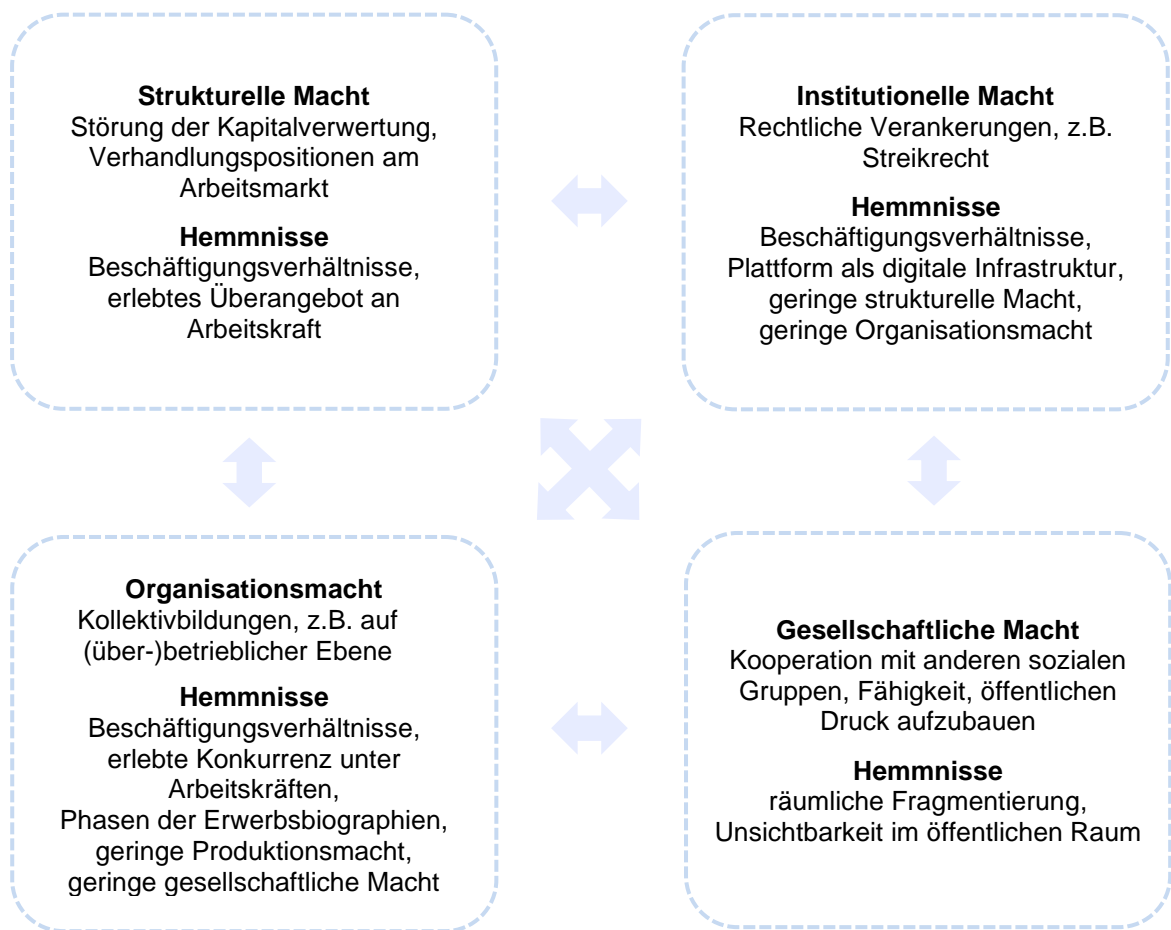 Strukturelle Macht
Störung der Kapitalverwertung,
Verhandlungspositionen am
Arbeitsmarkt
Hemmnisse
Beschäftigungsverhältnisse,
erlebtes Überangebot an
Arbeitskraft
Institutionelle Macht
Rechtliche Verankerungen, z.B.
Streikrecht
Hemmnisse
Beschäftigungsverhältnisse,
Plattform als digitale Infrastruktur,
geringe strukturelle Macht,
geringe Organisationsmacht
Organisationsmacht
Kollektivbildungen, z.B. auf
(über-)betrieblicher Ebene
Hemmnisse
Beschäftigungsverhältnisse,
erlebte Konkurrenz unter
Arbeitskräften,
Phasen der Erwerbsbiographien,
geringe Produktionsmacht,
geringe gesellschaftliche Macht
Gesellschaftliche Macht
Kooperation mit anderen sozialen
Gruppen, Fähigkeit, öffentlichen
Druck aufzubauen
Hemmnisse
räumliche Fragmentierung,
Unsichtbarkeit im öffentlichen Raum